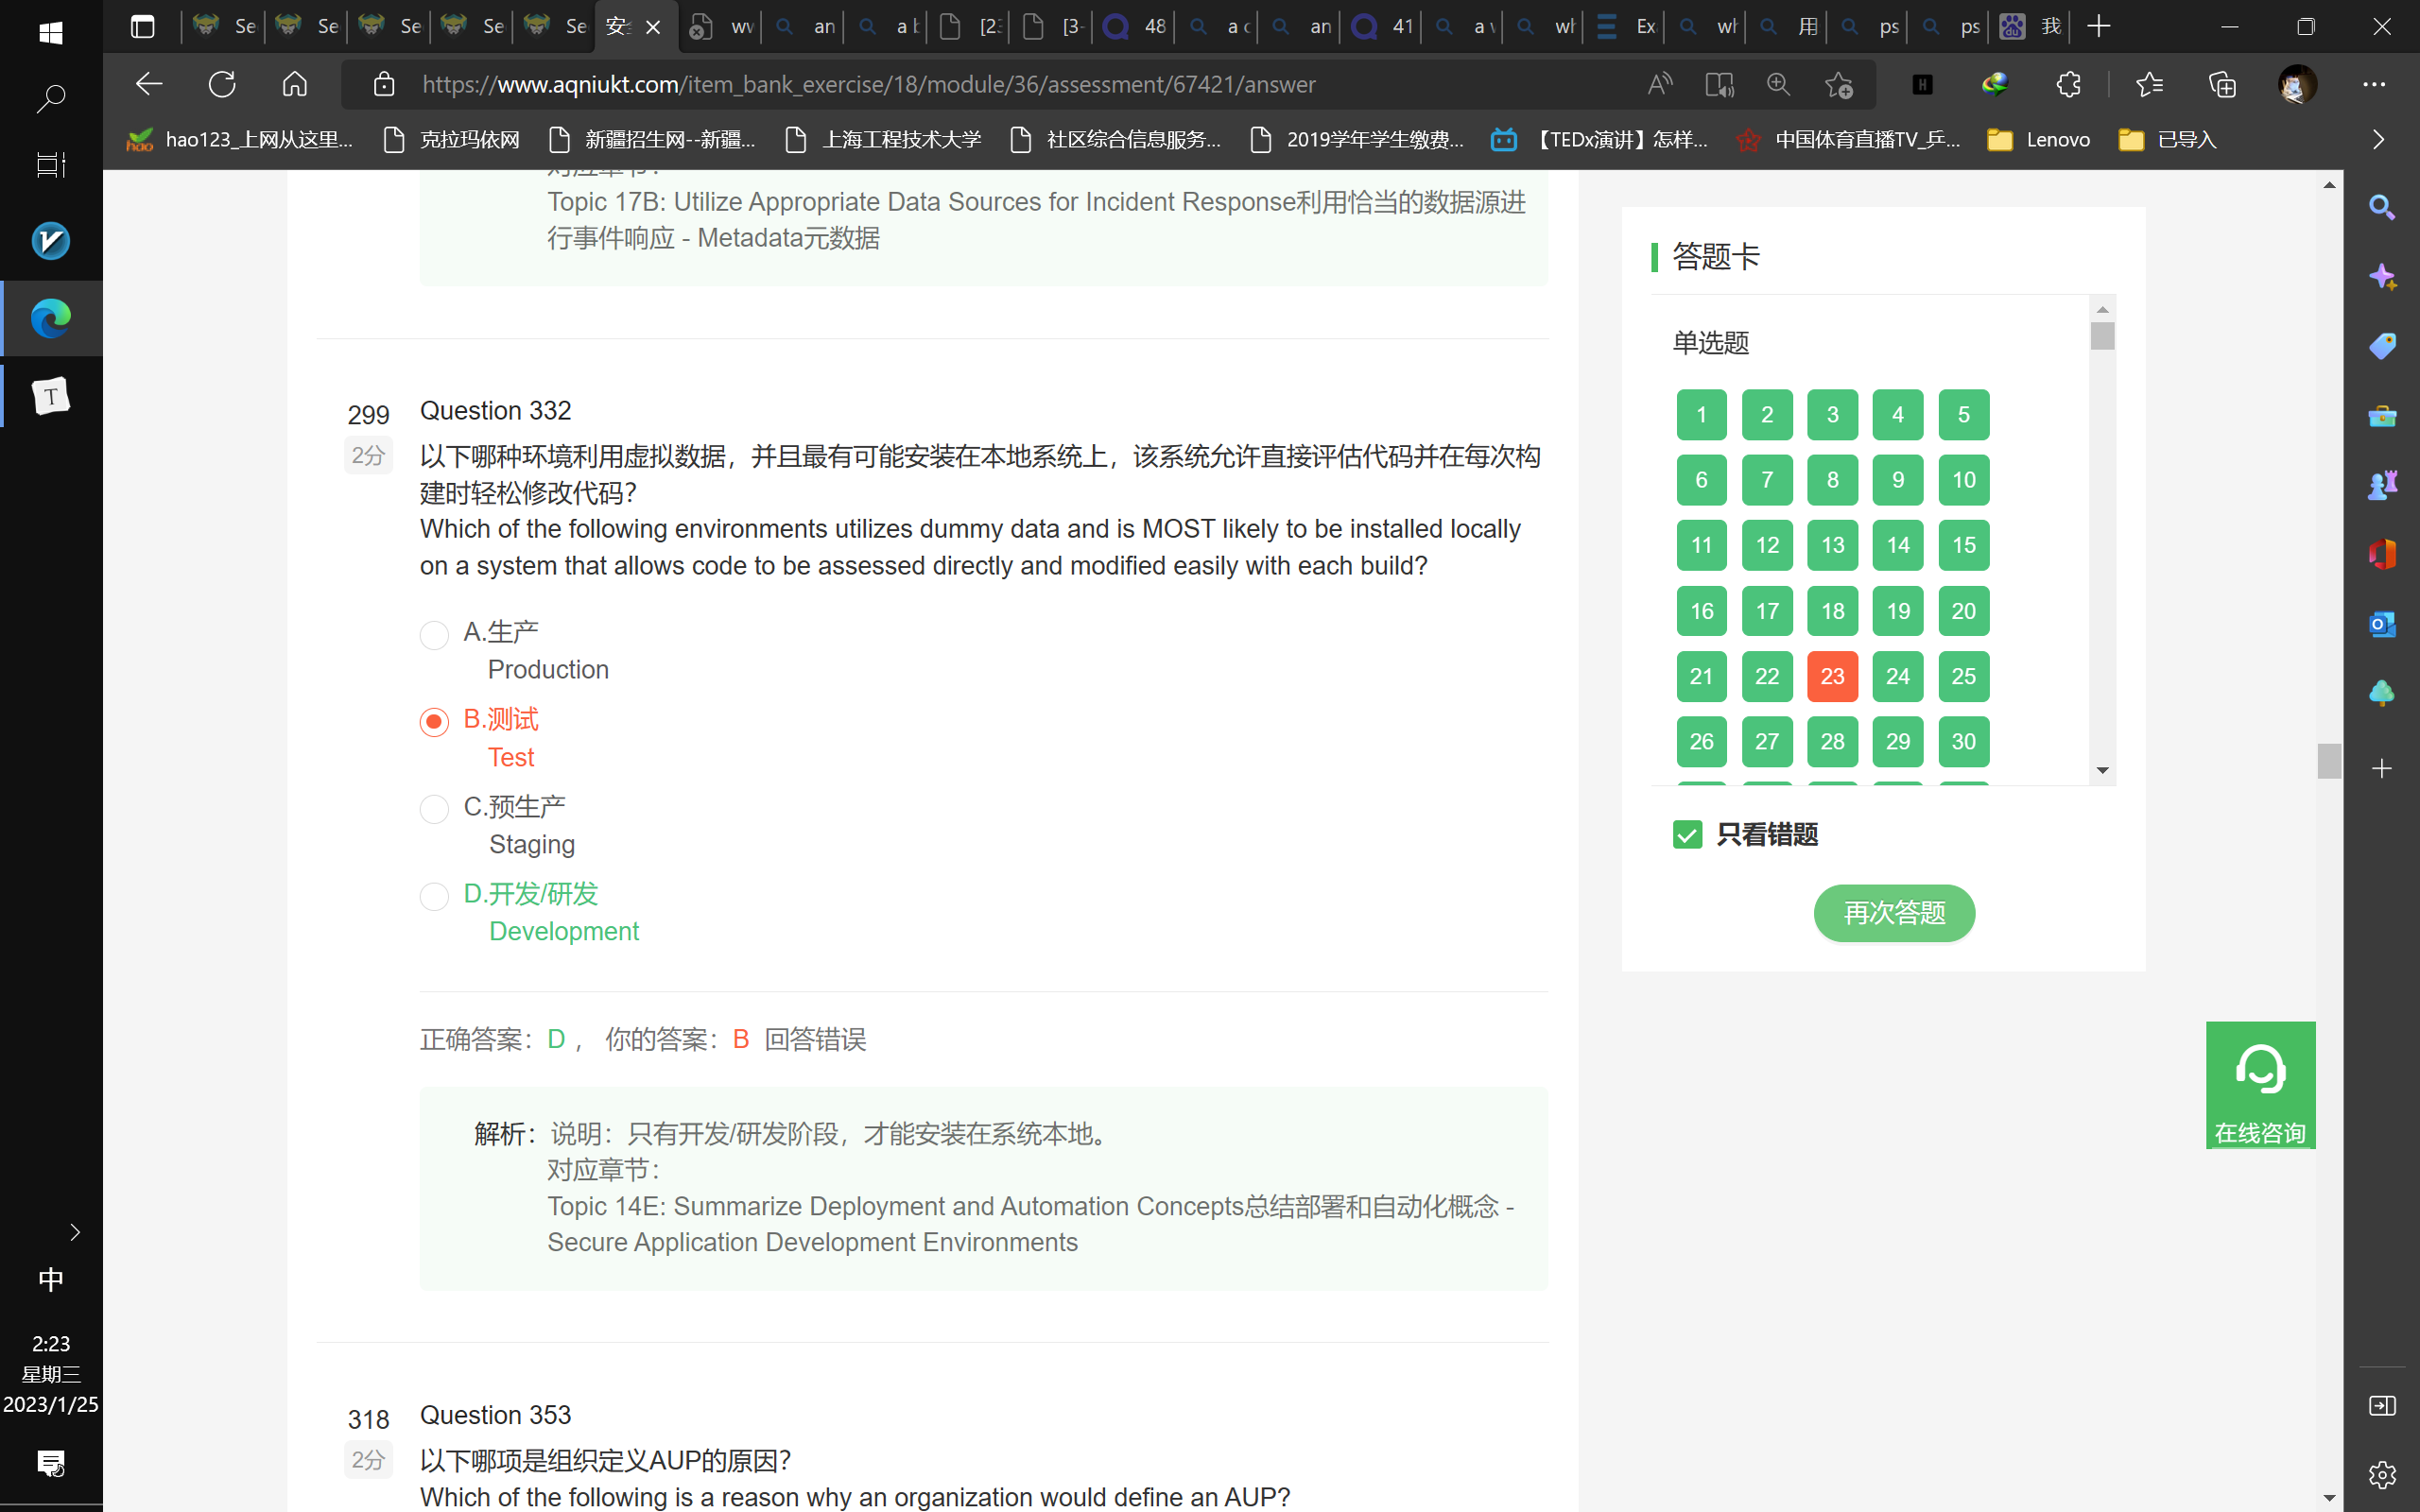 Se
Se
Se
Se
Se
安全
wv
an
a b
[23
[3-
48
a c
an
41
a v
wh
Ex
wh
用
ps
ps
我
https://www.aqniukt.com/item_bank_exercise/18/module/36/assessment/67421/answer
hao123_上网从这里...
克拉玛依网
新疆招生网--新疆...
上海工程技术大学
社区综合信息服务...
2019学年学生缴费...
【TEDx演讲】怎样...
中国体育直播TV_乒...
Lenovo
已导入
对应章节：
Topic 17B: Utilize Appropriate Data Sources for Incident Response利用恰当的数据源进
行事件响应 - Metadata元数据
299
2分
Question 332
以下哪种环境利用虚拟数据，并且最有可能安装在本地系统上，该系统允许直接评估代码并在每次构
建时轻松修改代码？
Which of the following environments utilizes dummy data and is MOST likely to be installed locally
on a system that allows code to be assessed directly and modified easily with each build?
A.生产
Production
B.测试
Test
C.预生产
Staging
D.开发/研发
Development
正确答案： D ， 你的答案： B 回答错误
解析： 说明：只有开发/研发阶段，才能安装在系统本地。
对应章节：
Topic 14E: Summarize Deployment and Automation Concepts总结部署和自动化概念 -
Secure Application Development Environments
318
2分
Question 353
以下哪项是组织定义AUP的原因？
Which of the following is a reason why an organization would define an AUP?
答题卡
单选题
1 2 3 4 5
6 7 8 9 10
11 12 13 14 15
16 17 18 19 20
21 22 23 24 25
26 27 28 29 30
只看错题
再次答题
在线咨询
中
2:23
星期三
2023/1/25